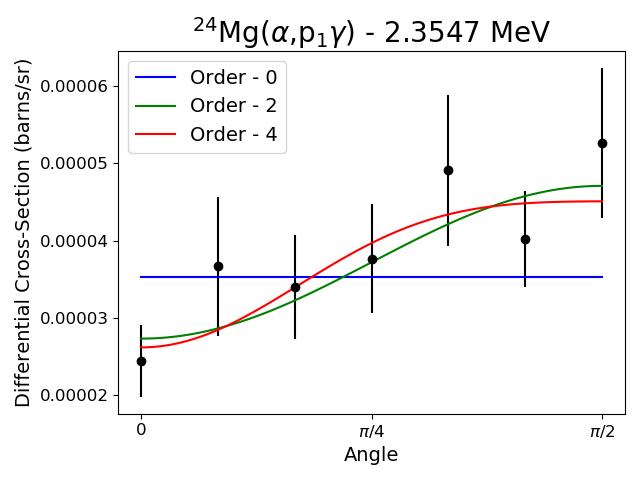 ²⁴Mg(α,p₁γ) - 2.3547 MeV
Order - 0
Order - 2
Order - 4
Differential Cross-Section (barns/sr)
0.00006
0.00005
0.00004
0.00003
0.00002
0
π/4
π/2
Angle